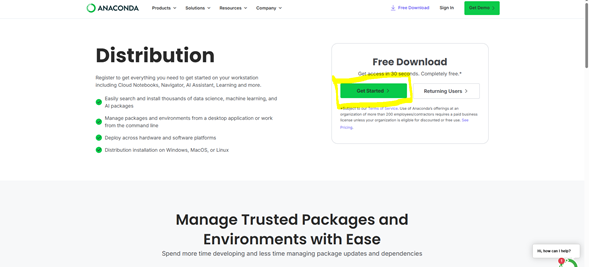 ANACONDA Products Solutions Resources Company Free Download Sign In Get Demo
Distribution
Register to get everything you need to get started on your workstation
including Cloud Notebooks, Navigator, AI Assistant, Learning and more.
Easily search and install thousands of data science, machine learning, and
AI packages
Manage packages and environments from a desktop application or work
from the command line
Deploy across hardware and software platforms
Distribution installation on Windows, MacOS, or Linux
Free Download
Get access in 30 seconds. Completely free.*
Get Started
Returning Users
*Subject to our Terms of Service. Use of Anaconda's offerings at an
organization of more than 200 employees/contractors requires a paid business
license unless your organization is eligible for discounted or free use. See
Pricing.
Manage Trusted Packages and
Environments with Ease
Spend more time developing and less time managing package updates and dependencies
Hi, how can I help?
1